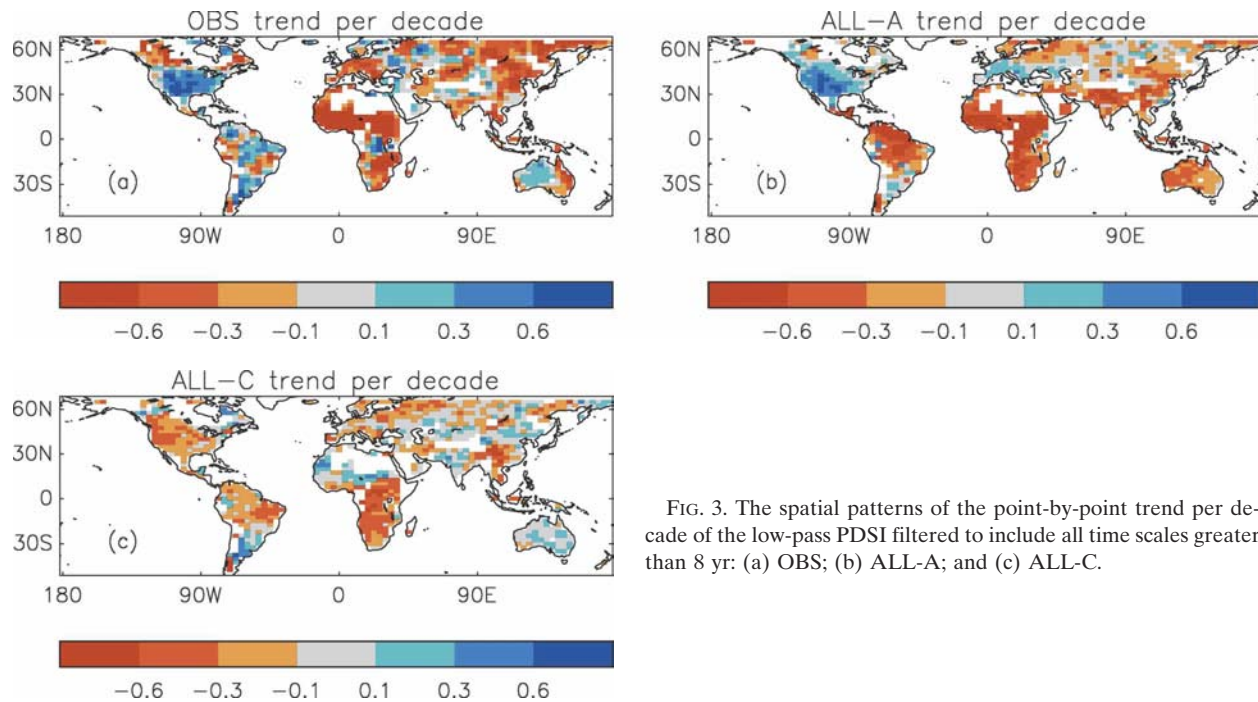 OBS trend per decade
60N
30N
0
30S
(a)
180 90W 0 90E
−0.6 −0.3 −0.1 0.1 0.3 0.6
ALL−A trend per decade
60N
30N
0
30S
(b)
180 90W 0 90E
−0.6 −0.3 −0.1 0.1 0.3 0.6
ALL−C trend per decade
60N
30N
0
30S
(c)
180 90W 0 90E
−0.6 −0.3 −0.1 0.1 0.3 0.6
FIG. 3. The spatial patterns of the point-by-point trend per de-
cade of the low-pass PDSI filtered to include all time scales greater
than 8 yr: (a) OBS; (b) ALL-A; and (c) ALL-C.